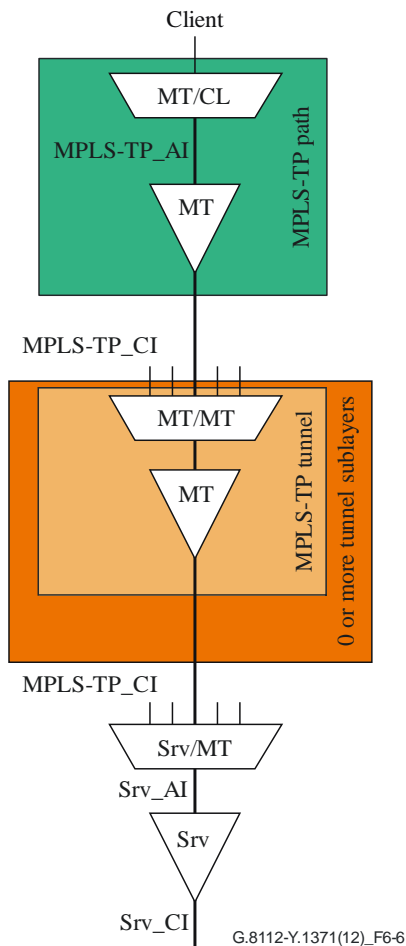 Client
MT/CL
MPLS-TP_AI
MT
MPLS-TP path
MPLS-TP_CI
MT/MT
MT
MPLS-TP tunnel
0 or more tunnel sublayers
MPLS-TP_CI
Srv/MT
Srv_AI
Srv
Srv_CI
G.8112-Y.1371(12)_F6-6